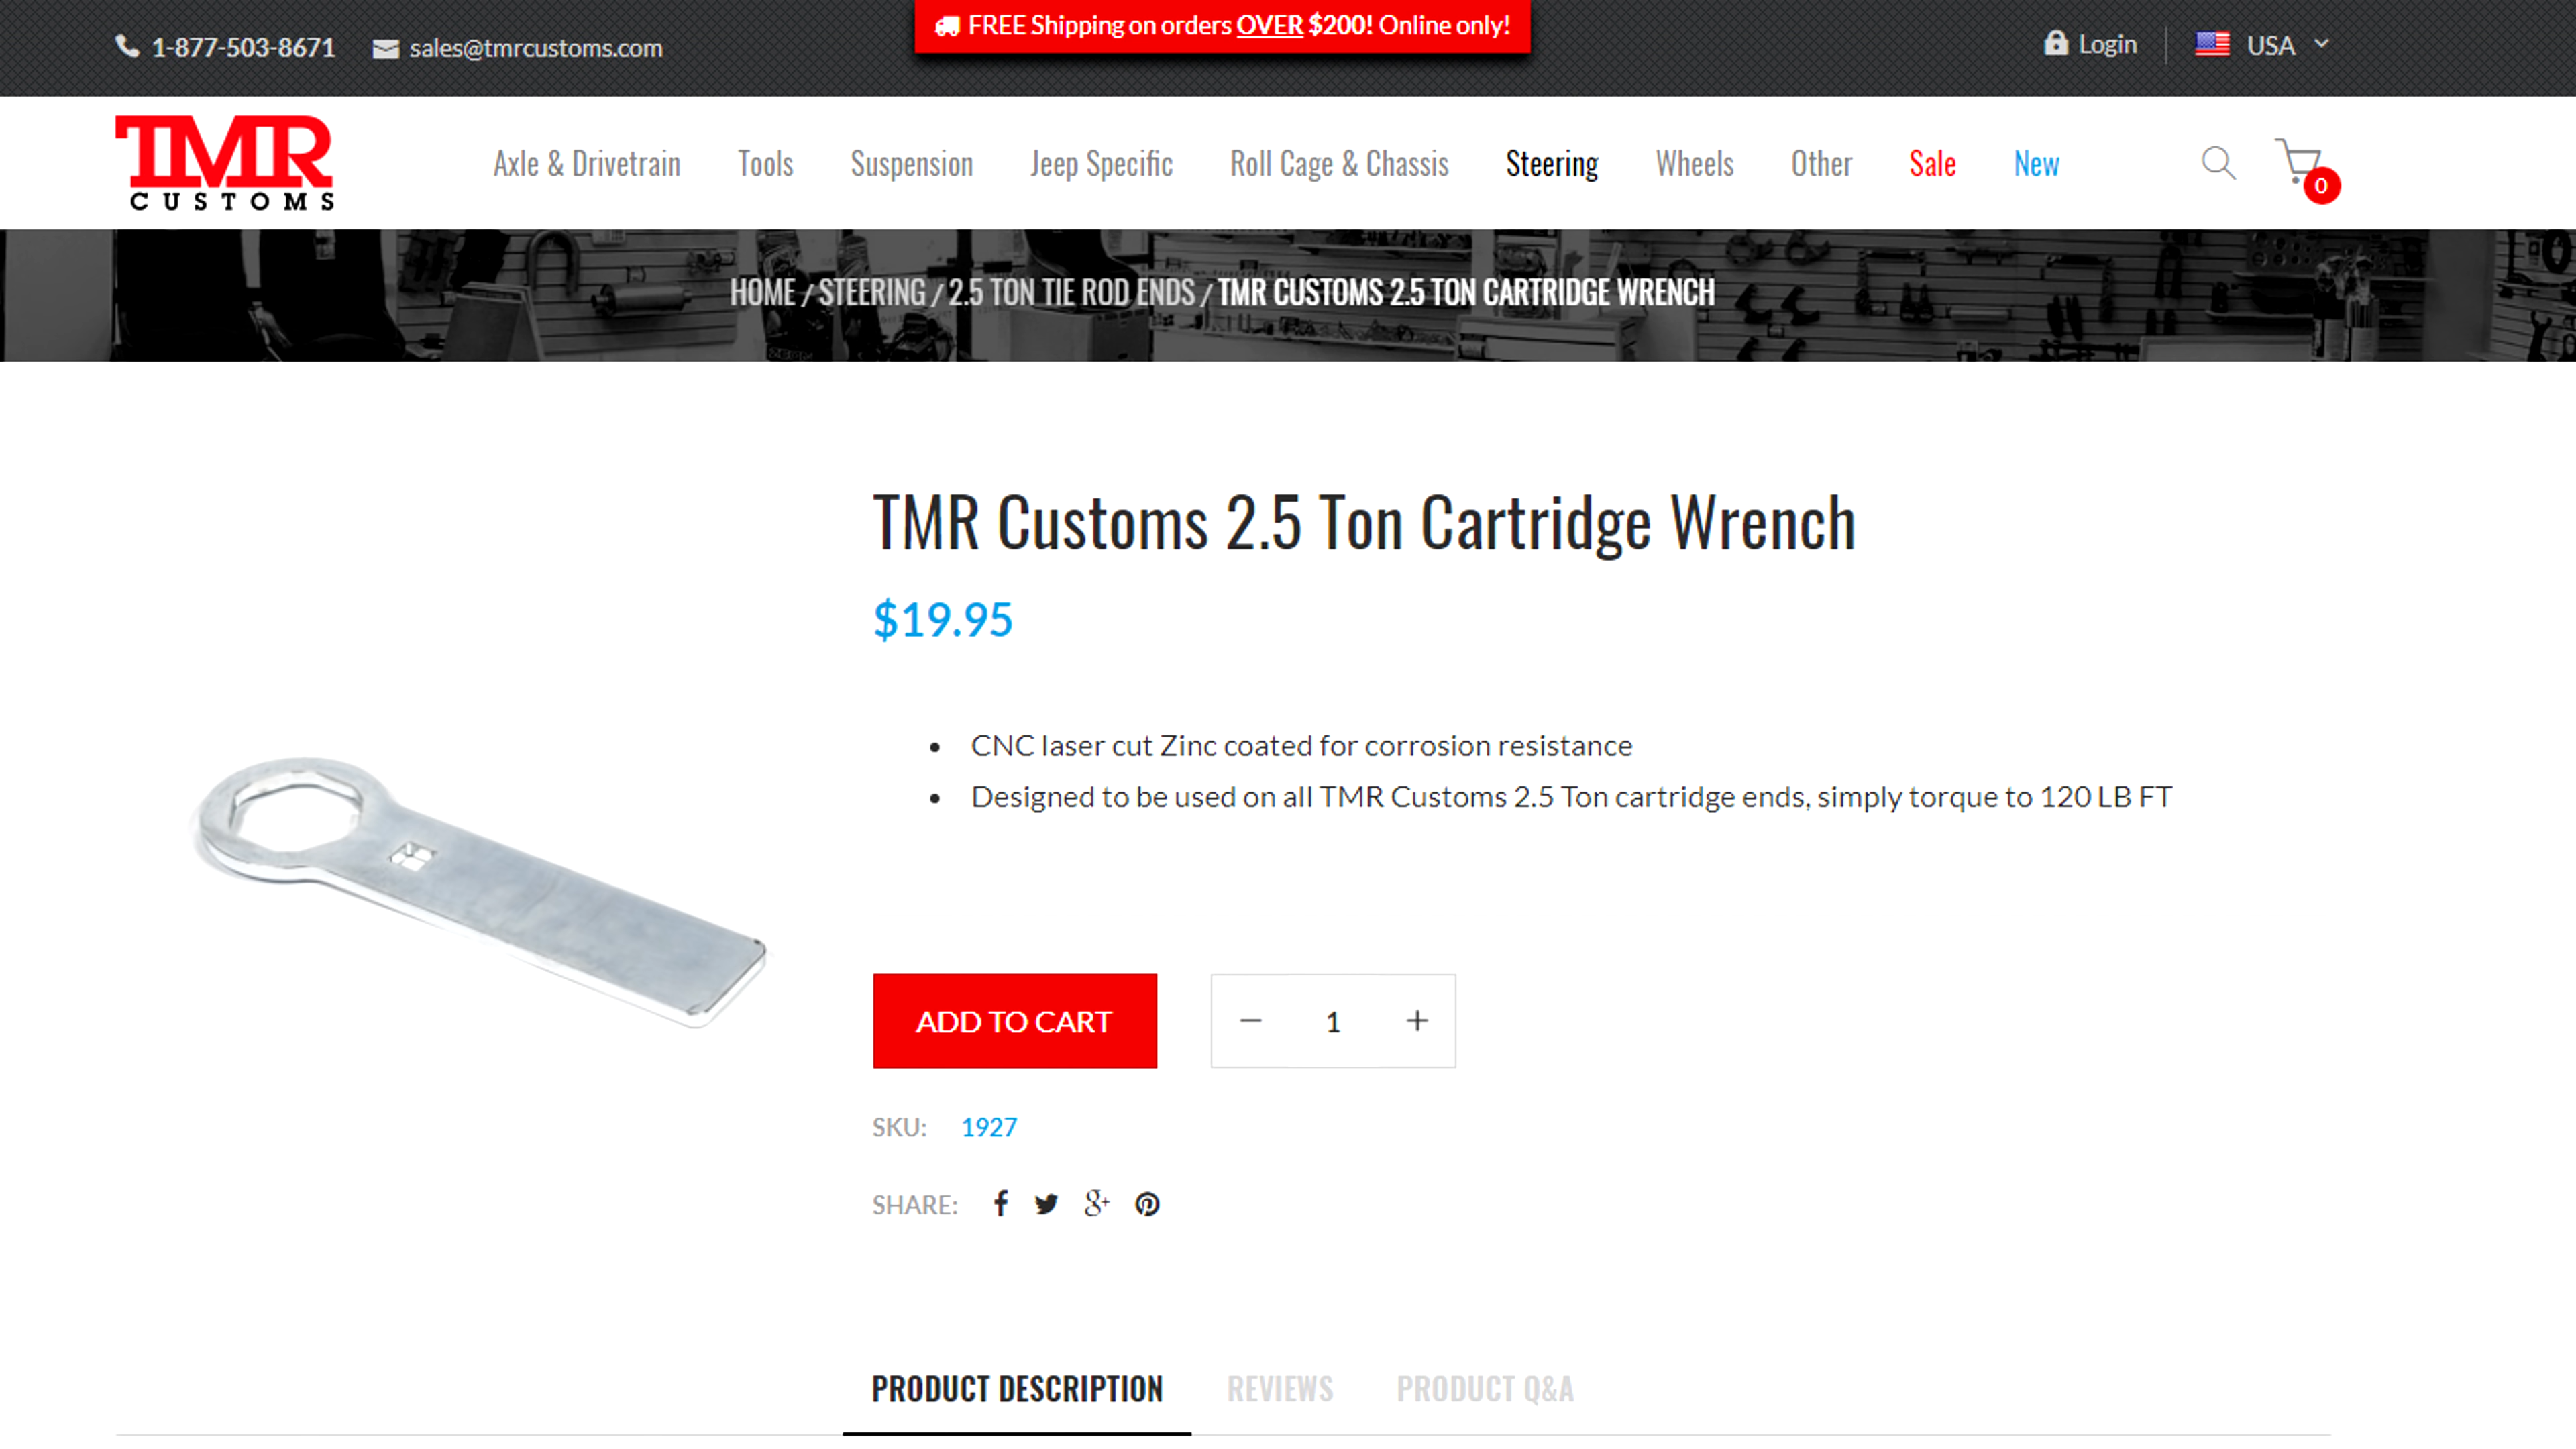 1-877-503-8671 sales@tmrcustoms.com FREE Shipping on orders OVER $200! Online only! Login USA
TMR
CUSTOMS
Axle & Drivetrain Tools Suspension Jeep Specific Roll Cage & Chassis Steering Wheels Other Sale New 0
HOME / STEERING / 2.5 TON TIE ROD ENDS / TMR CUSTOMS 2.5 TON CARTRIDGE WRENCH
TMR Customs 2.5 Ton Cartridge Wrench
$19.95
• CNC laser cut Zinc coated for corrosion resistance
• Designed to be used on all TMR Customs 2.5 Ton cartridge ends, simply torque to 120 LB FT
ADD TO CART − 1 +
SKU: 1927
SHARE:
PRODUCT DESCRIPTION REVIEWS PRODUCT Q&A